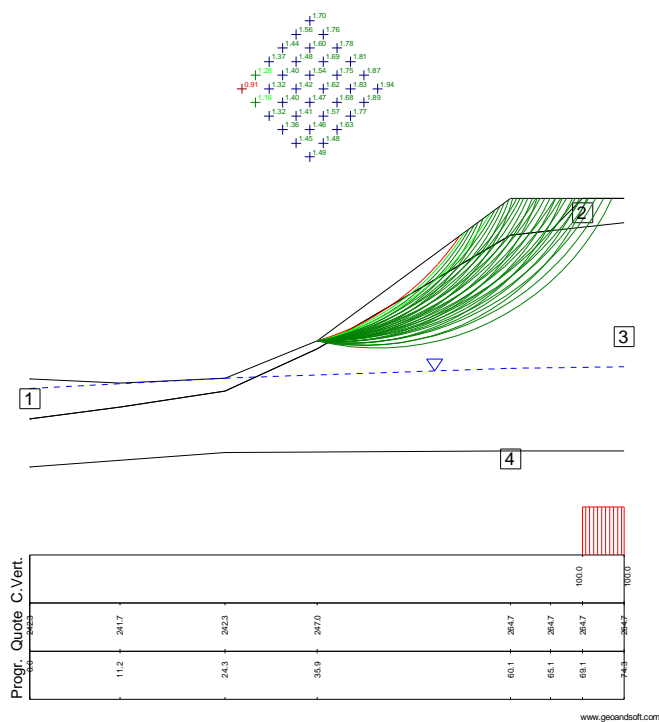 1.70
1.56 1.76
1.44 1.60 1.78
1.37 1.48 1.69 1.81
1.28 1.40 1.54 1.75 1.87
0.91 1.32 1.42 1.62 1.83 1.94
1.16 1.40 1.47 1.68 1.89
1.32 1.41 1.57 1.77
1.36 1.46 1.63
1.45 1.48
1.49
2
3
1
4
C.Vert. 100.0 100.0
Quote 242.3 241.7 242.3 247.0 264.7 264.7 264.7 264.7
Progr. 0.0 11.2 24.3 35.9 60.1 65.1 69.1 74.3
www.geoandsoft.com